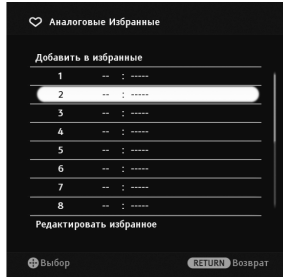 Аналоговые Избранные
Добавить в избранные
1 -- : -----
2 -- : -----
3 -- : -----
4 -- : -----
5 -- : -----
6 -- : -----
7 -- : -----
8 -- : -----
Редактировать избранное
Выбор RETURN Возврат